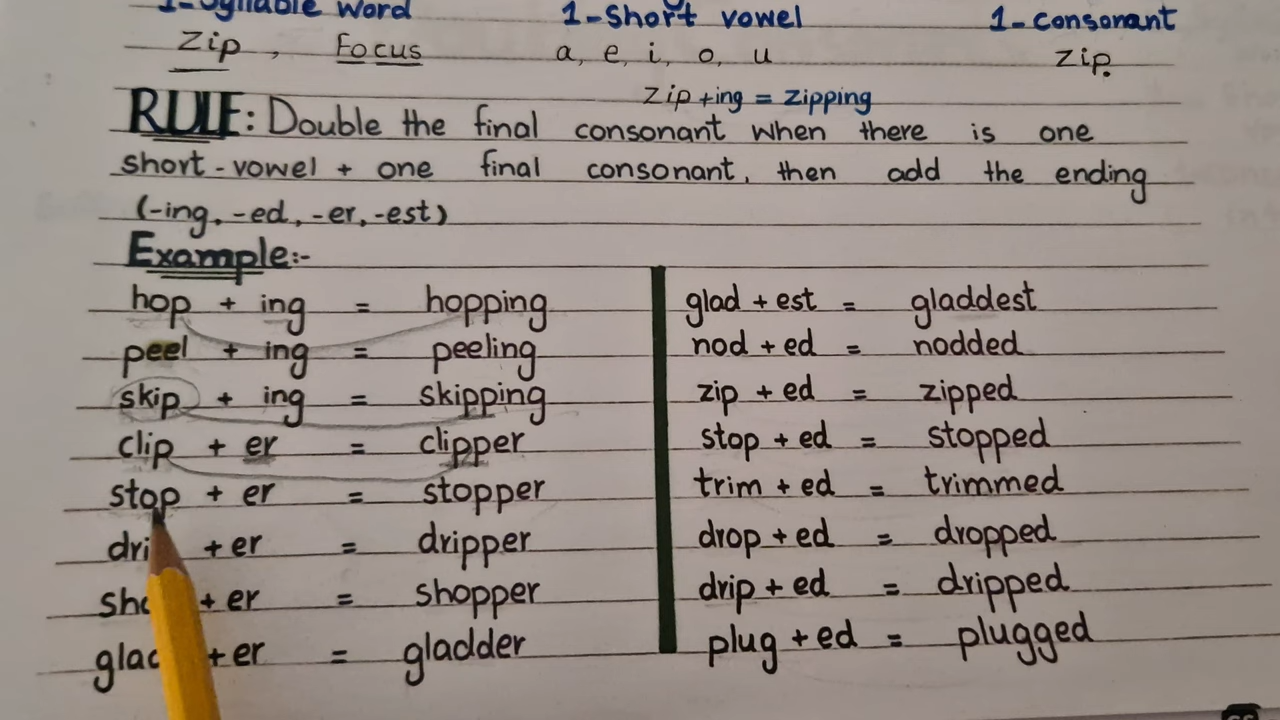 1-Syllable word 1-Short vowel 1-consonant
Zip, Focus a, e, i, o, u Zip.
Zip+ing = Zipping
RULE: Double the final consonant when there is one
short-vowel + one final consonant, then add the ending
(-ing, -ed, -er, -est)
Example:-
hop + ing = hopping
peel + ing = peeling
skip + ing = skipping
clip + er = clipper
stop + er = stopper
+ er = dripper
+ er = shopper
+ er = gladder
glad + est = gladdest
nod + ed = nodded
zip + ed = zipped
stop + ed = stopped
trim + ed = trimmed
drop + ed = dropped
drip + ed = dripped
plug + ed = plugged